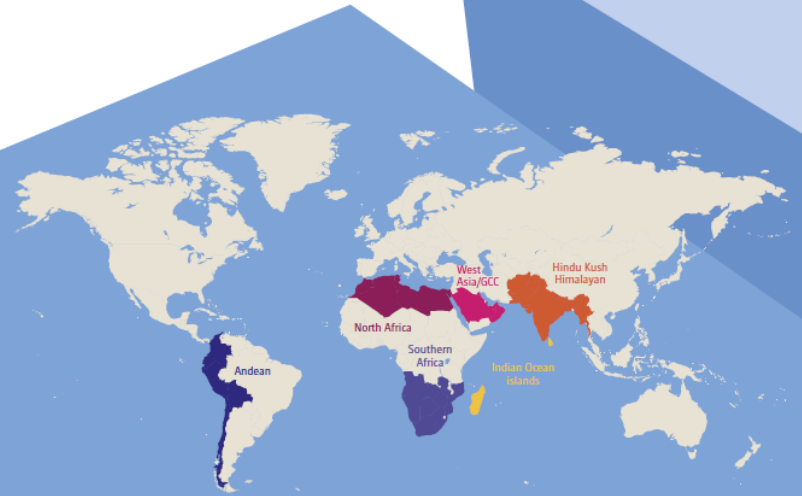 West
Asia/GCC
Hindu Kush
Himalayan
North Africa
Southern
Africa
Andean
Indian Ocean
islands